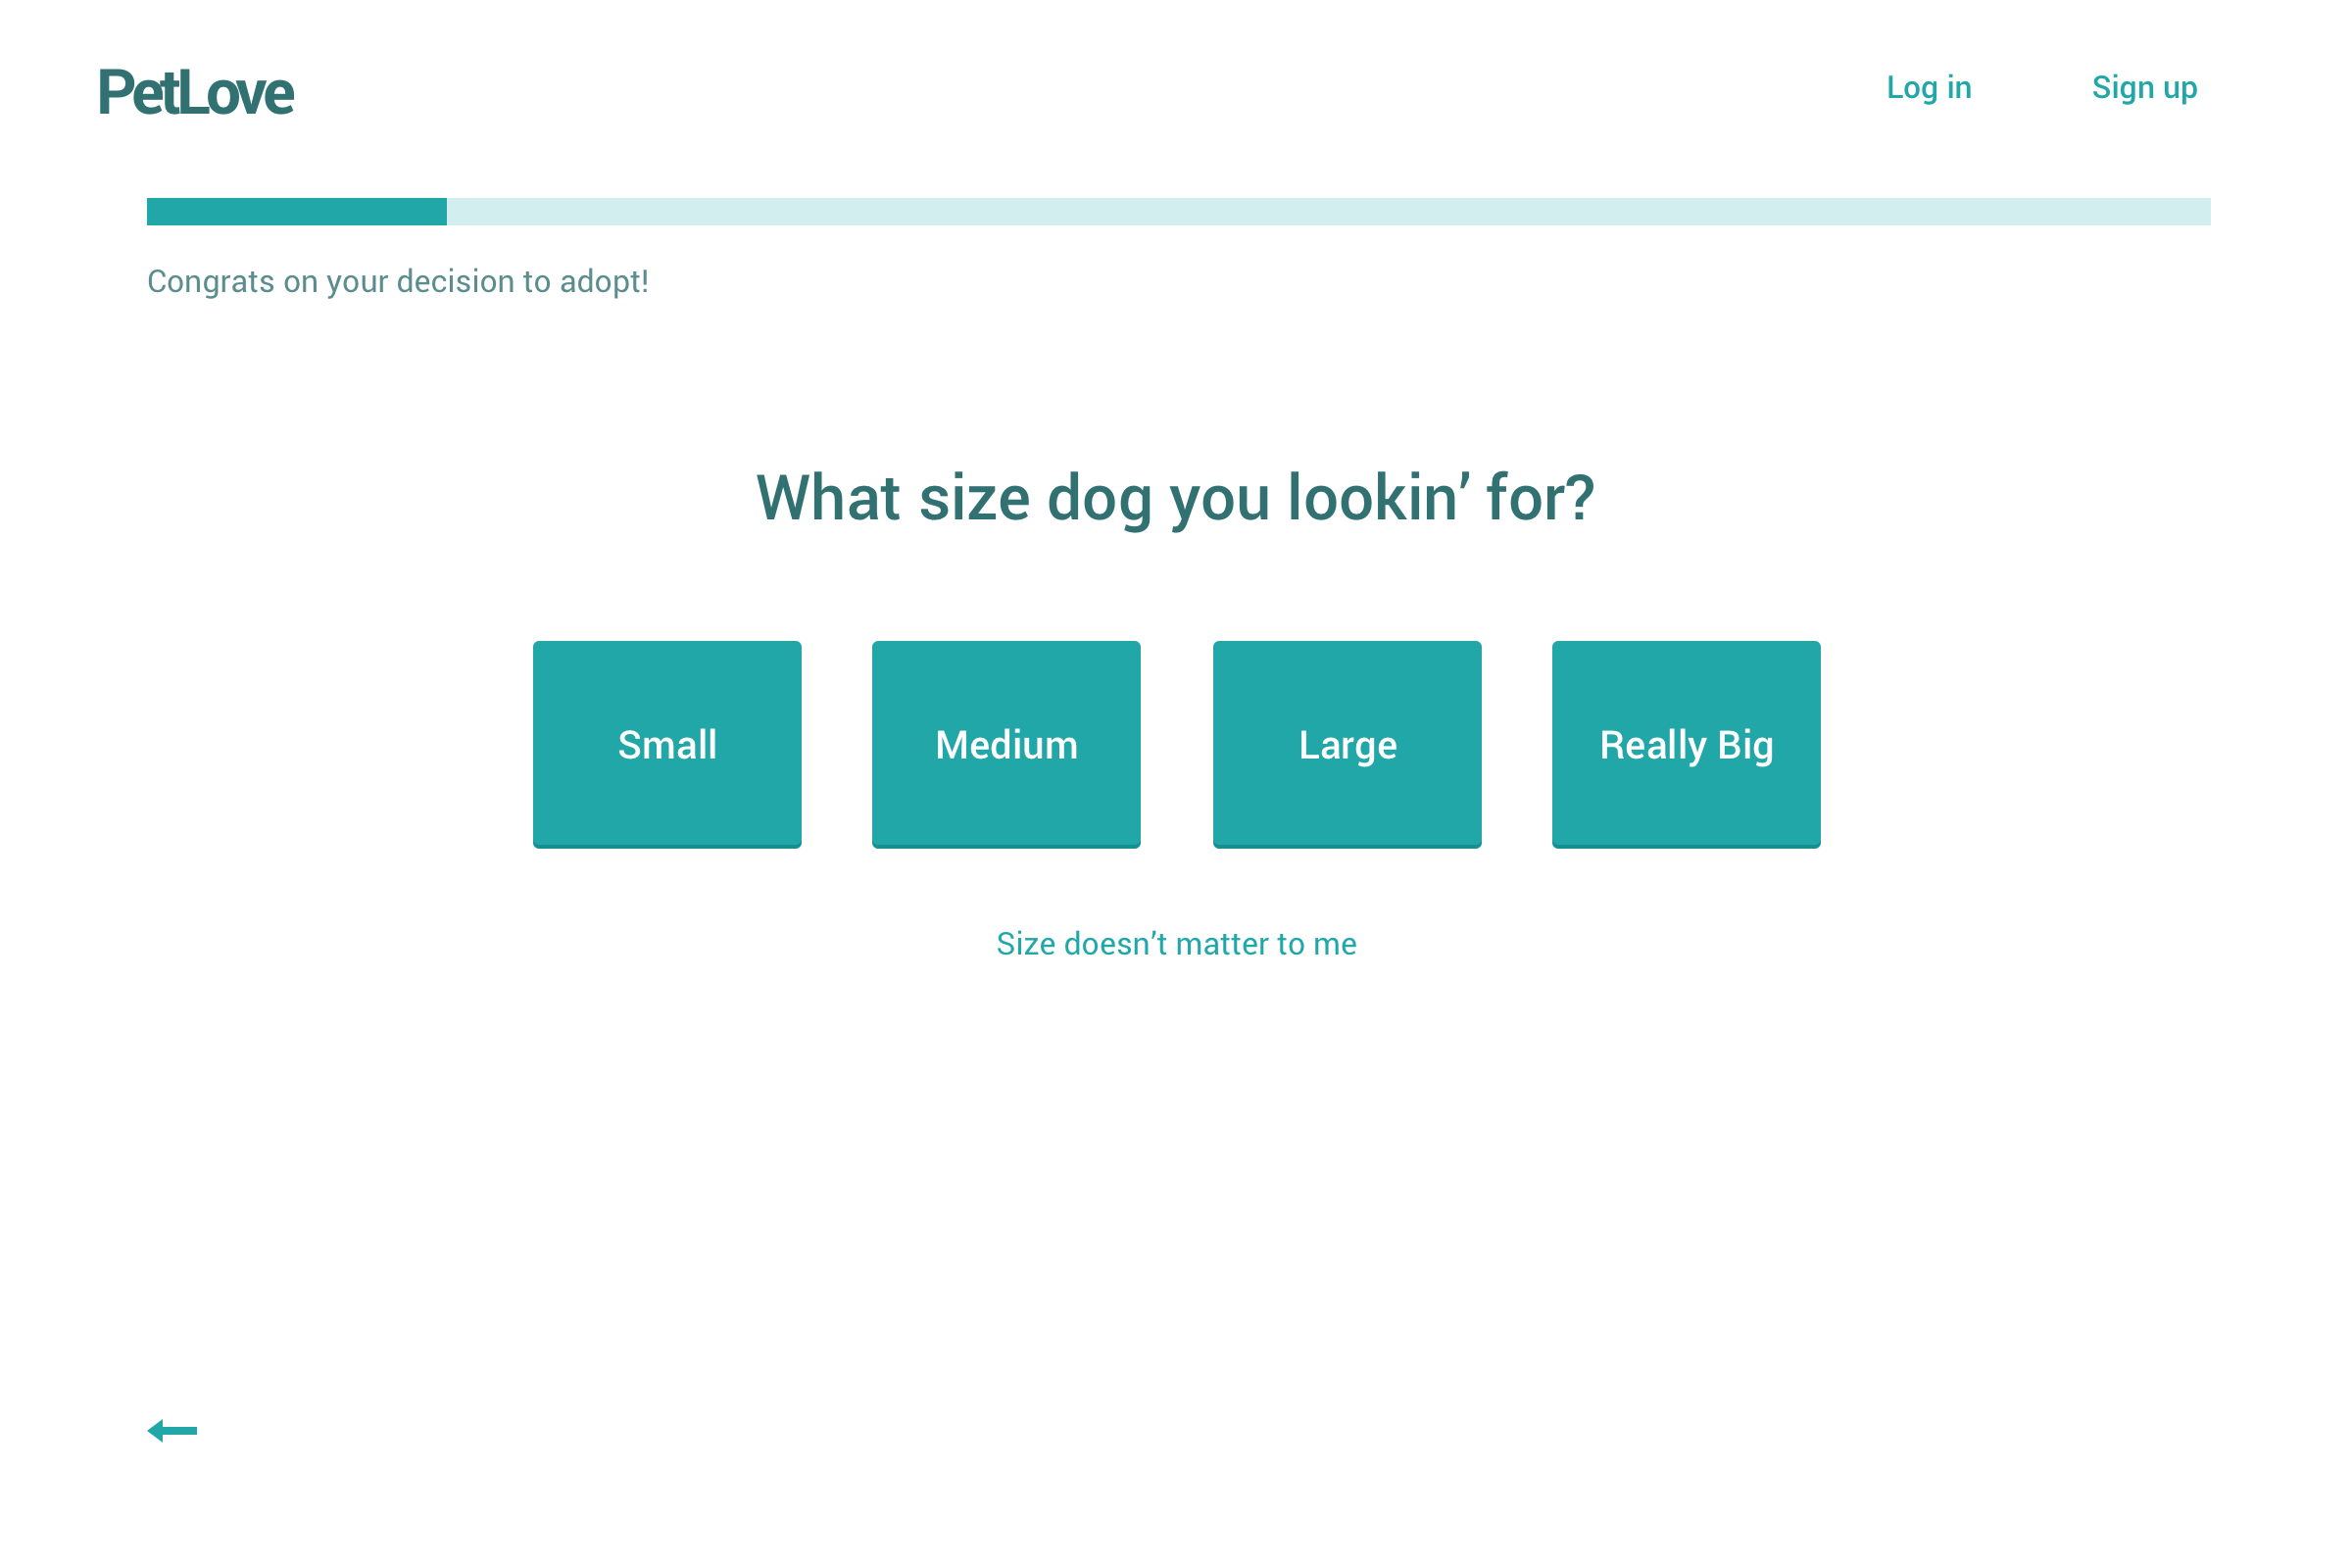 PetLove
Log in
Sign up
Congrats on your decision to adopt!
What size dog you lookin’ for?
Small
Medium
Large
Really Big
Size doesn’t matter to me